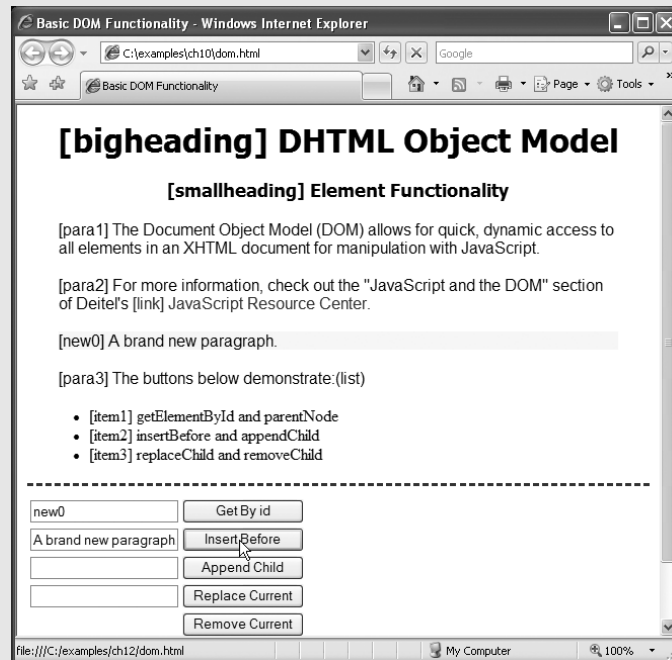 Basic DOM Functionality - Windows Internet Explorer
C:\examples\ch10\dom.html
Google
Basic DOM Functionality
Page
Tools
»
[bigheading] DHTML Object Model
[smallheading] Element Functionality
[para1] The Document Object Model (DOM) allows for quick, dynamic access to
all elements in an XHTML document for manipulation with JavaScript.
[para2] For more information, check out the "JavaScript and the DOM" section
of Deitel's [link] JavaScript Resource Center.
[new0] A brand new paragraph.
[para3] The buttons below demonstrate:(list)
• [item1] getElementById and parentNode
• [item2] insertBefore and appendChild
• [item3] replaceChild and removeChild
new0
Get By id
A brand new paragraph
Insert Before
Append Child
Replace Current
Remove Current
file:///C:/examples/ch12/dom.html
My Computer
100%